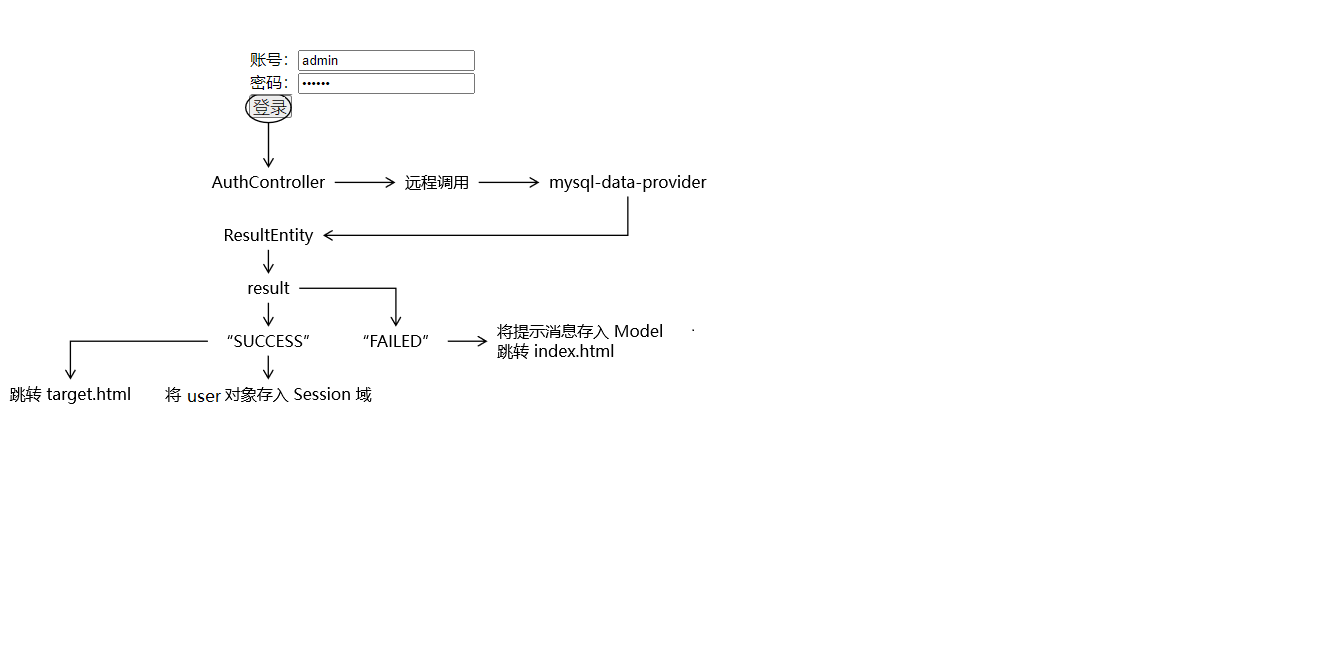 账号： admin
密码： ••••••
登录
AuthController 远程调用 mysql-data-provider
ResultEntity
result
“SUCCESS” “FAILED” 将提示消息存入 Model
跳转 index.html
跳转 target.html 将 user 对象存入 Session 域